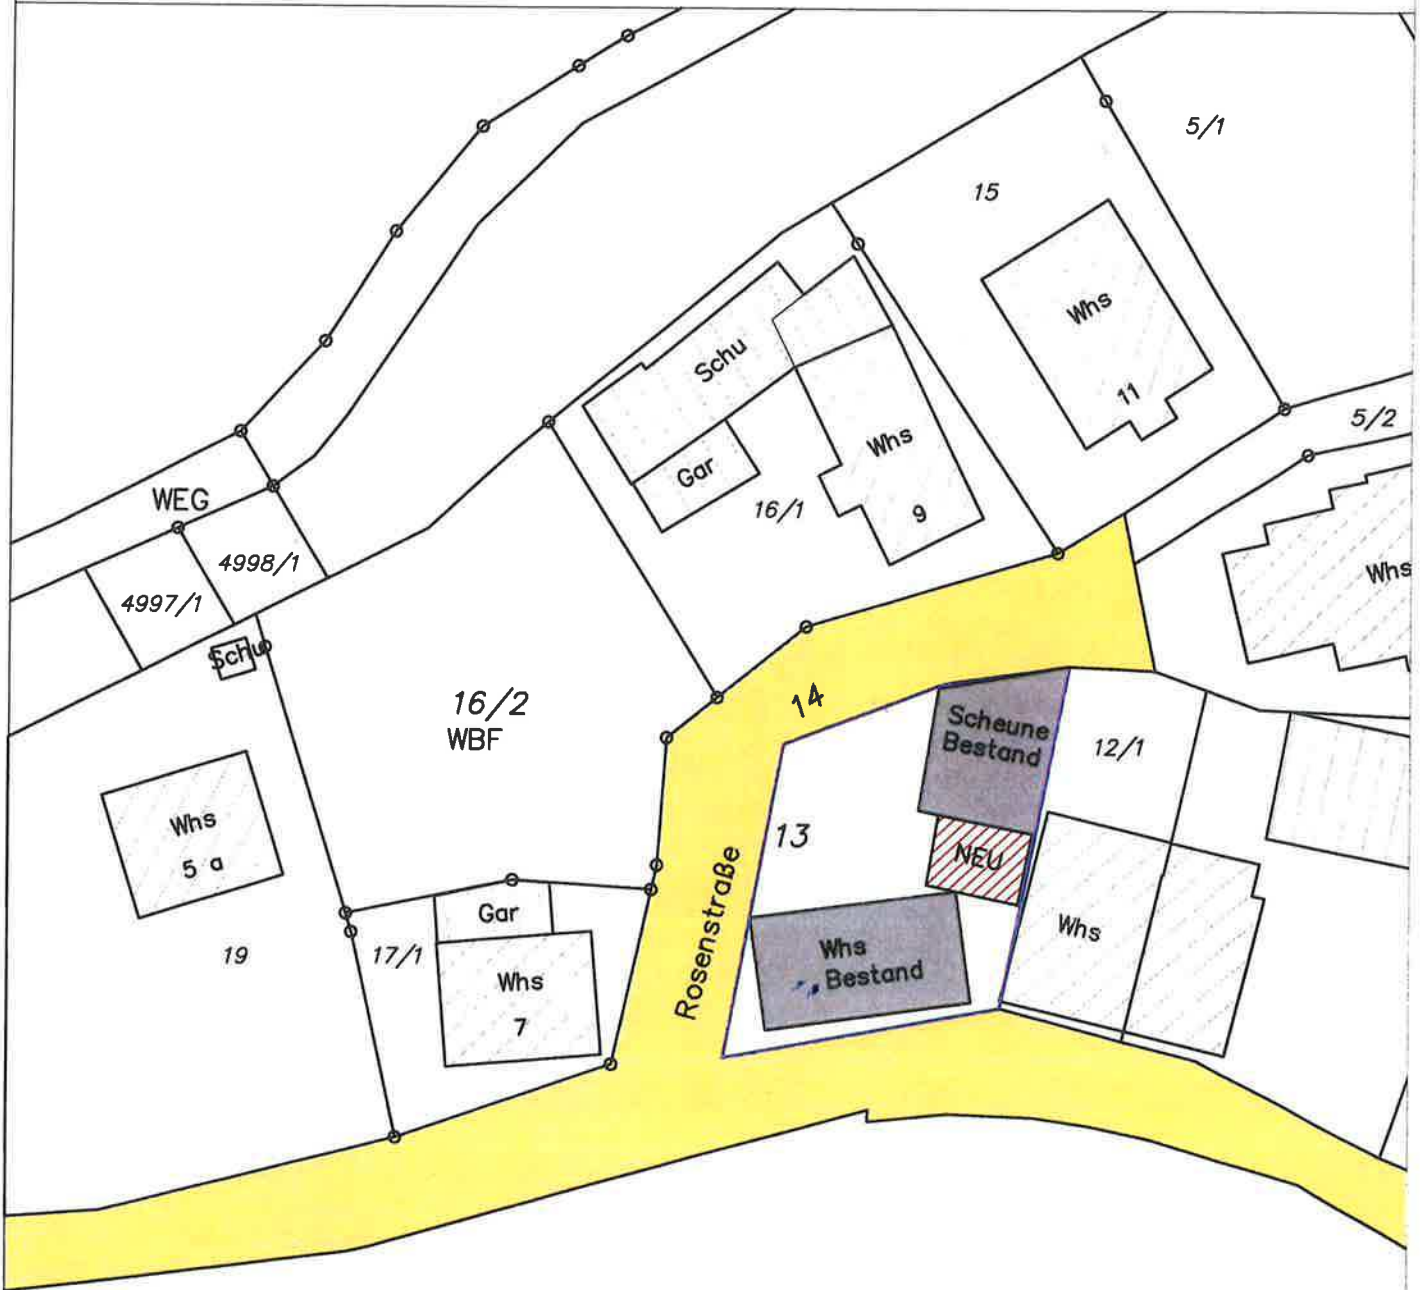 5/1
15
Whs
11
5/2
Schu
Gar
Whs
16/1
9
WEG
4998/1
4997/1
Whs
Schu
16/2
WBF
14
Scheune
Bestand
12/1
Whs
5 a
13
NEU
Rosenstraße
Gar
17/1
19
Whs
7
Whs
Bestand
Whs